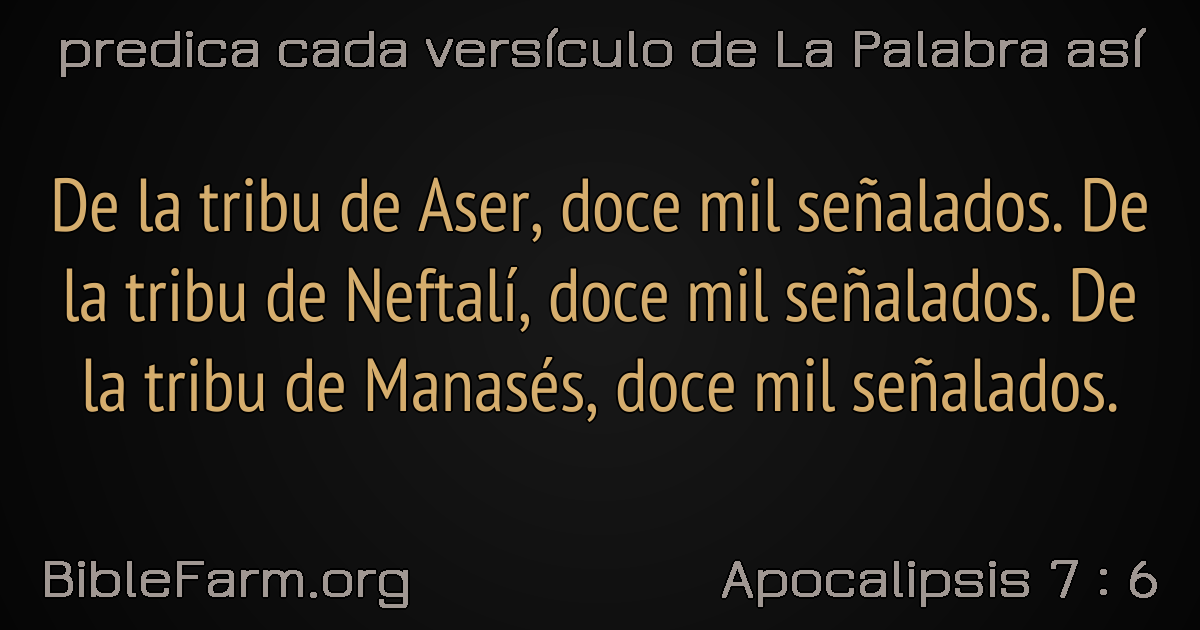 predica cada versículo de La Palabra así
De la tribu de Aser, doce mil señalados. De
la tribu de Neftalí, doce mil señalados. De
la tribu de Manasés, doce mil señalados.
BibleFarm.org
Apocalipsis 7 : 6